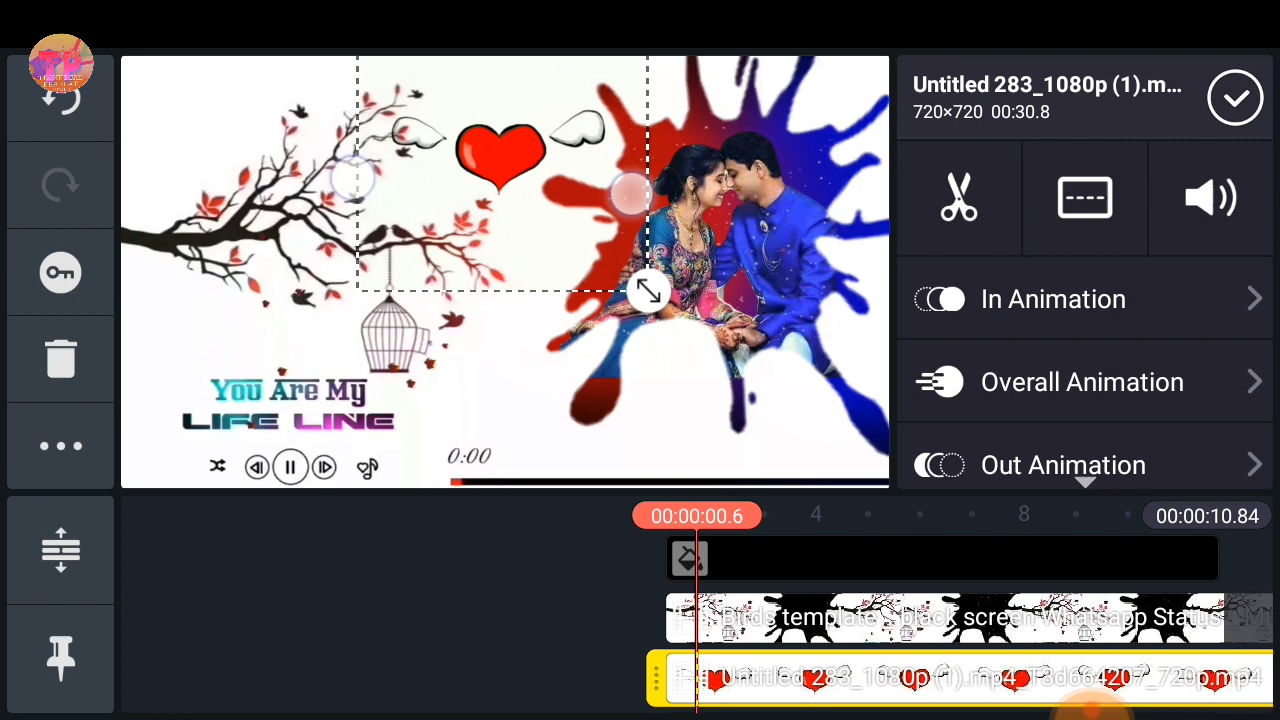 TP
Untitled 283_1080p (1).m...
720×720 00:30.8
In Animation
Overall Animation
Out Animation
You Are My
LIFE LINE
0:00
00:00:00.6
4
8
00:00:10.84
Birds template
black screen Whatsapp Status
Untitled 283_1080p (1).mp4_T3d664207_720p.mp4